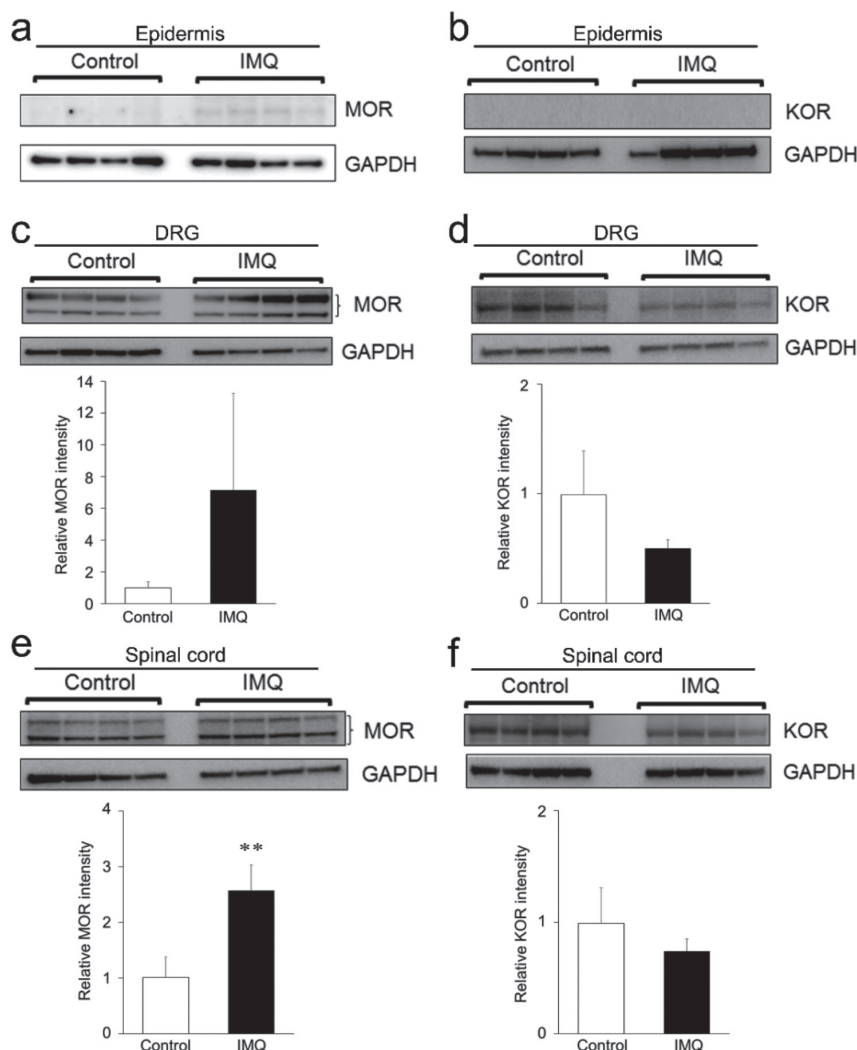 a
Epidermis
Control IMQ
MOR
GAPDH
b
Epidermis
Control IMQ
KOR
GAPDH
c
DRG
Control IMQ
MOR
GAPDH
14
12
10
8
6
4
2
0
Relative MOR intensity
Control IMQ
d
DRG
Control IMQ
KOR
GAPDH
2
1
0
Relative KOR intensity
Control IMQ
e
Spinal cord
Control IMQ
MOR
GAPDH
4
3
2
1
0
Relative MOR intensity
**
Control IMQ
f
Spinal cord
Control IMQ
KOR
GAPDH
2
1
0
Relative KOR intensity
Control IMQ